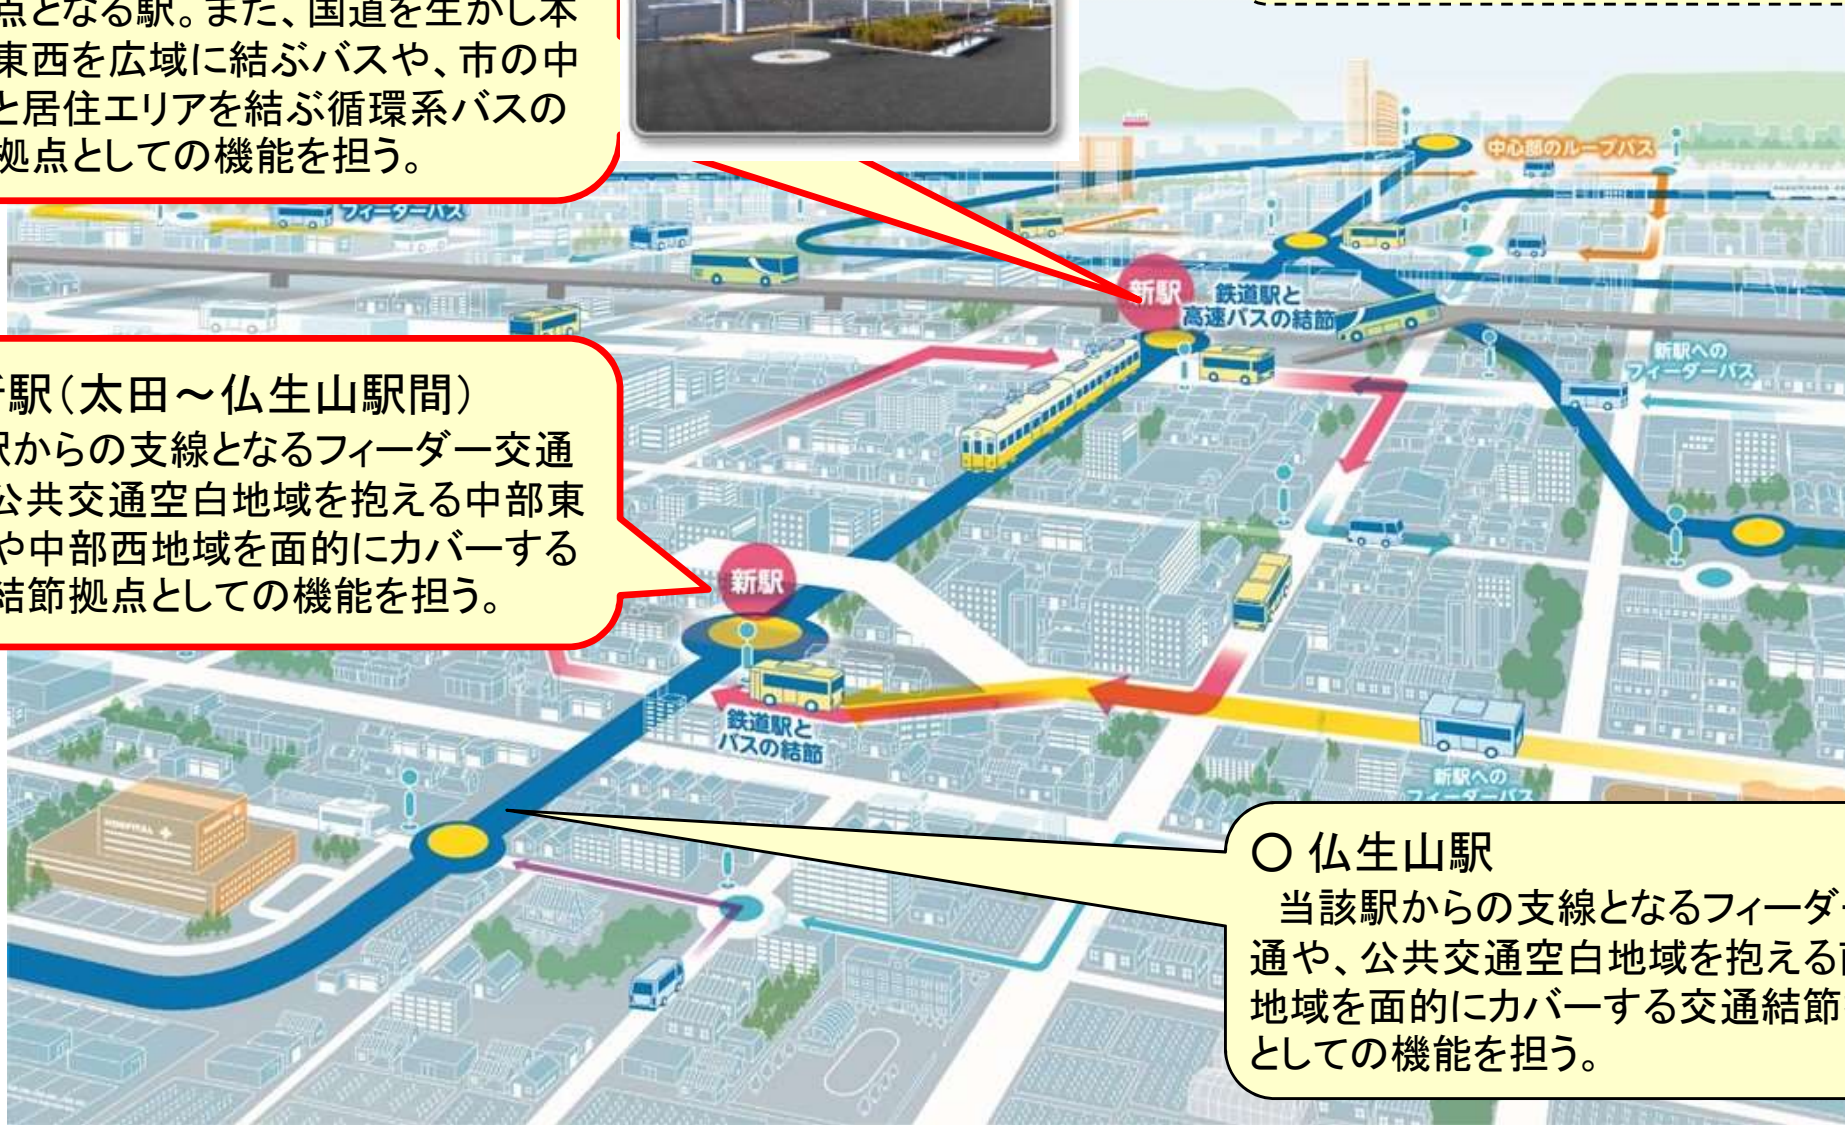 点となる駅。また、国道を生かし本
東西を広域に結ぶバスや、市の中
と居住エリアを結ぶ循環系バスの
拠点としての機能を担う。
中心部のループバス
フィーダーバス
新駅
鉄道駅と
高速バスの結節
新駅への
フィーダーバス
新駅(太田～仏生山駅間)
駅からの支線となるフィーダー交通
公共交通空白地域を抱える中部東
や中部西地域を面的にカバーする
結節拠点としての機能を担う。
新駅
鉄道駅と
バスの結節
新駅への
フィーダーバス
HOSPITAL
〇 仏生山駅
当該駅からの支線となるフィーダー
通や、公共交通空白地域を抱える南
地域を面的にカバーする交通結節
としての機能を担う。